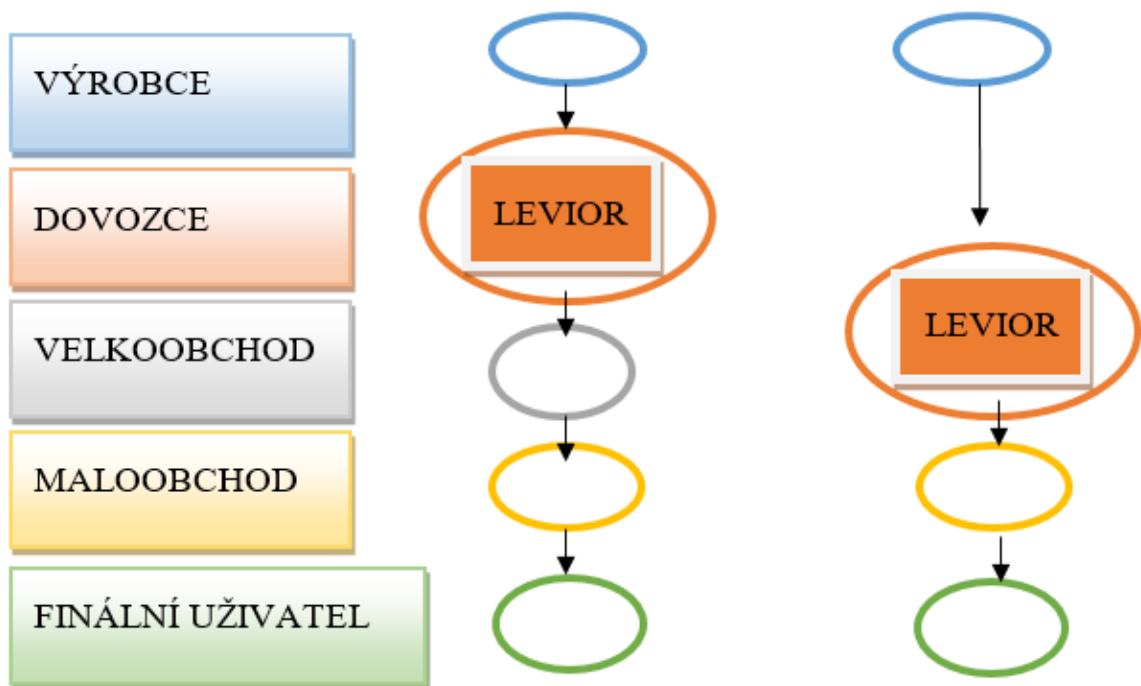 VÝROBCE
DOVOZCE
LEVIOR
VELKOOBCHOD
LEVIOR
MALOOBCHOD
FINÁLNÍ UŽIVATEL